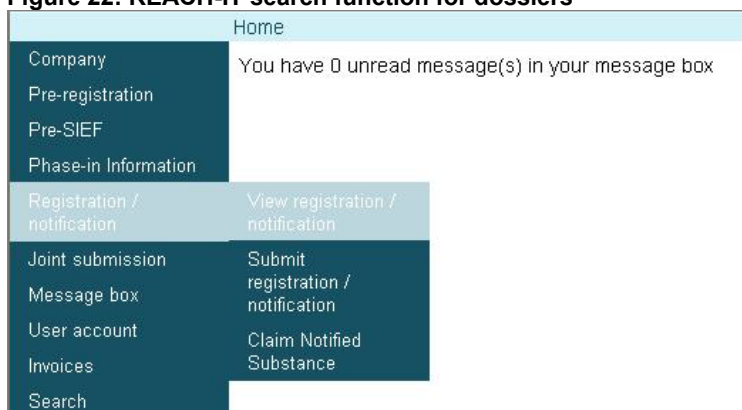 Figure 22: REACH-IT search function for dossiers
Home
Company
You have 0 unread message(s) in your message box
Pre-registration
Pre-SIEF
Phase-in Information
Registration /
notification
View registration /
notification
Joint submission
Message box
User account
Invoices
Search
Submit
registration /
notification
Claim Notified
Substance